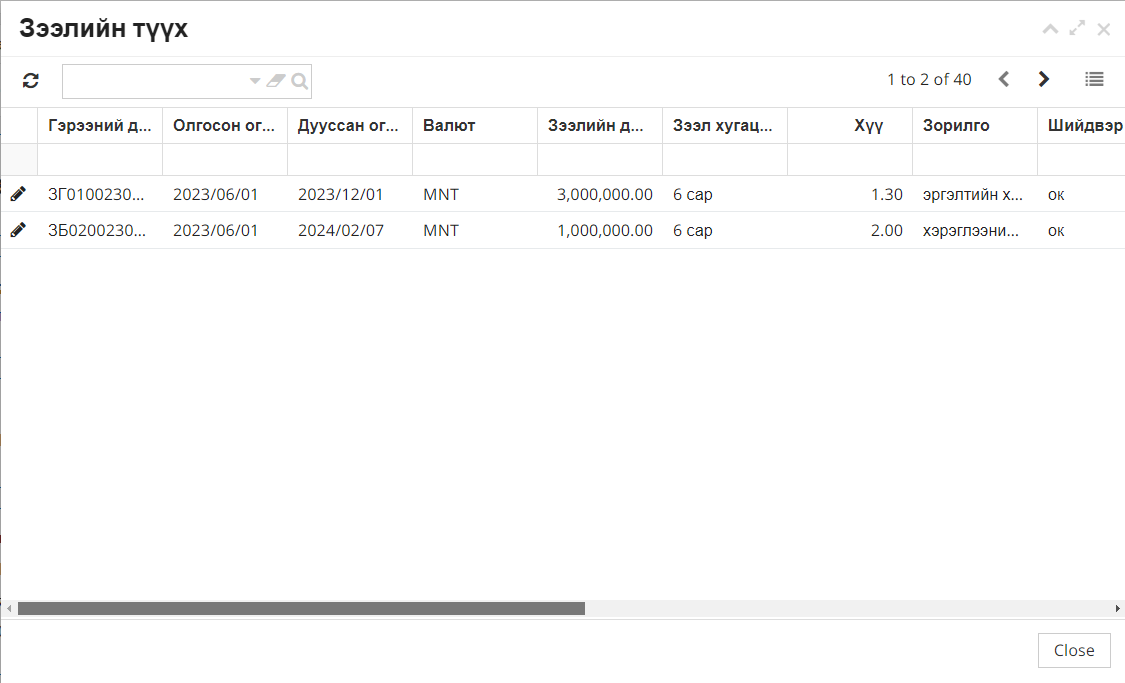 Зээлийн түүх
1 to 2 of 40
Гэрээний д... Олгосон ог... Дууссан ог... Валют Зээлийн д... Зээл хугац... Хүү Зорилго Шийдвэр
ЗГ0100230... 2023/06/01 2023/12/01 MNT 3,000,000.00 6 сар 1.30 эргэлтийн х... ок
ЗБ0200230... 2023/06/01 2024/02/07 MNT 1,000,000.00 6 сар 2.00 хэрэглээни... ок
Close